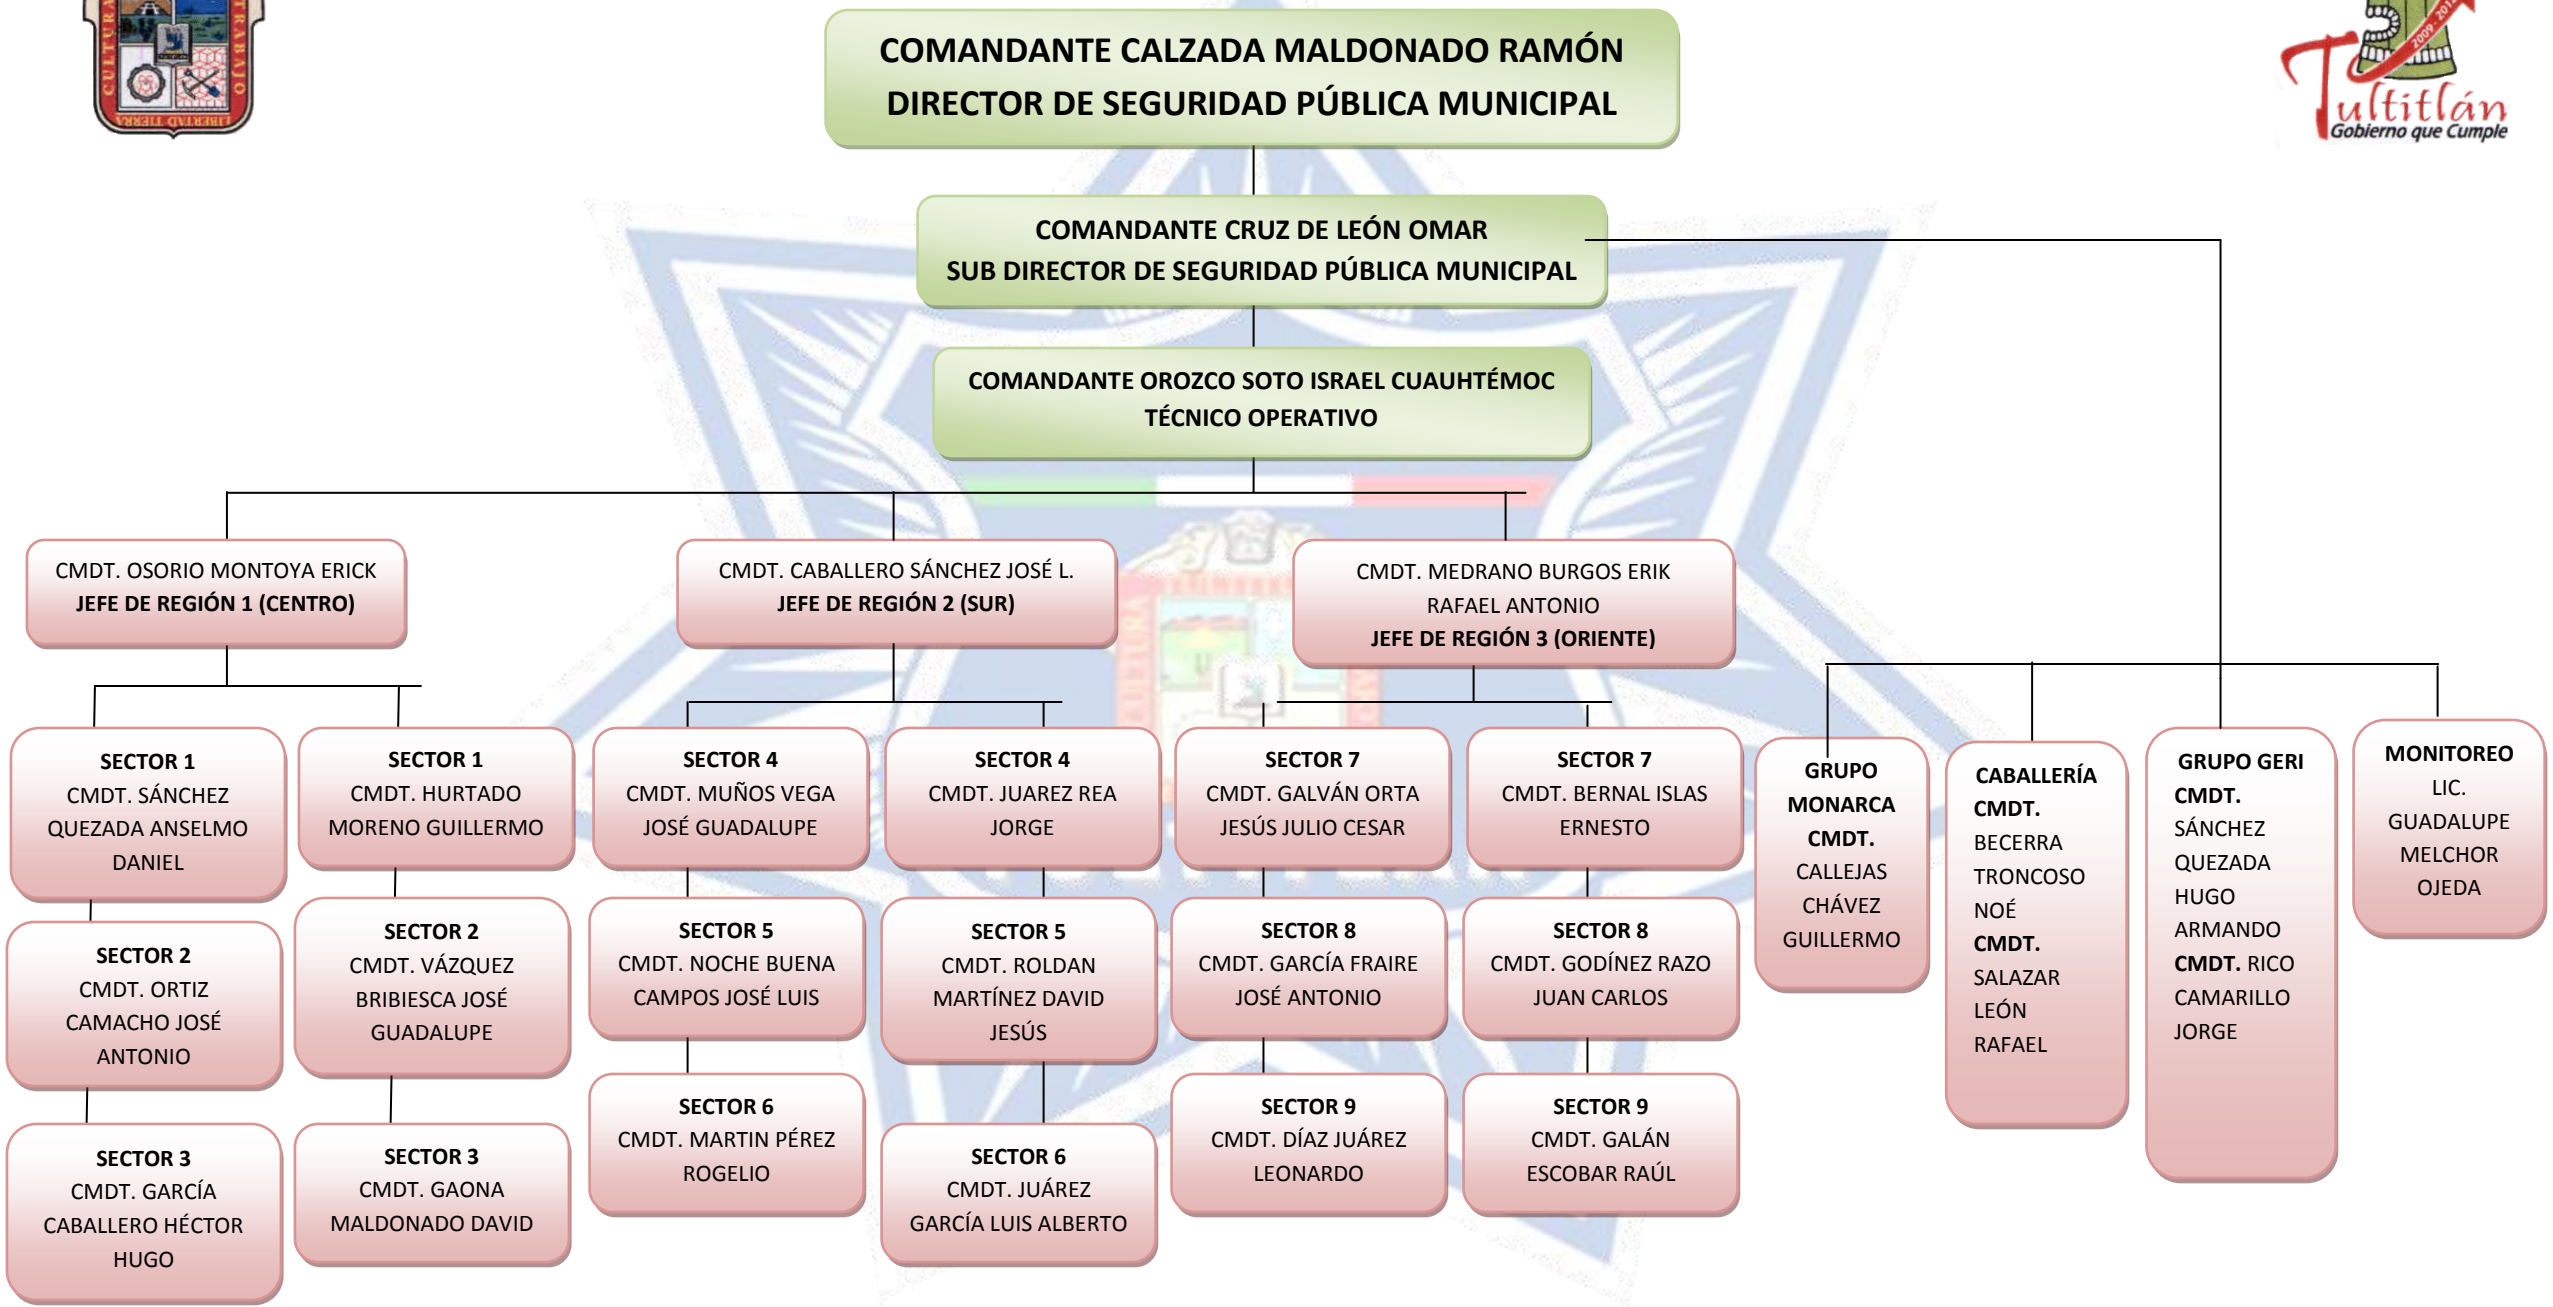 CULTURA
TRABAJO
LIBERTAD TIERRA
COMANDANTE CALZADA MALDONADO RAMÓN
DIRECTOR DE SEGURIDAD PÚBLICA MUNICIPAL
2009 - 2012
Tultitlán
Gobierno que Cumple
COMANDANTE CRUZ DE LEÓN OMAR
SUB DIRECTOR DE SEGURIDAD PÚBLICA MUNICIPAL
COMANDANTE OROZCO SOTO ISRAEL CUAUHTÉMOC
TÉCNICO OPERATIVO
CMDT. OSORIO MONTOYA ERICK
JEFE DE REGIÓN 1 (CENTRO)
CMDT. CABALLERO SÁNCHEZ JOSÉ L.
JEFE DE REGIÓN 2 (SUR)
CMDT. MEDRANO BURGOS ERIK
RAFAEL ANTONIO
JEFE DE REGIÓN 3 (ORIENTE)
CULTURA
SECTOR 1
CMDT. SÁNCHEZ
QUEZADA ANSELMO
DANIEL
SECTOR 1
CMDT. HURTADO
MORENO GUILLERMO
SECTOR 4
CMDT. MUÑOS VEGA
JOSÉ GUADALUPE
SECTOR 4
CMDT. JUAREZ REA
JORGE
SECTOR 7
CMDT. GALVÁN ORTA
JESÚS JULIO CESAR
SECTOR 7
CMDT. BERNAL ISLAS
ERNESTO
GRUPO
MONARCA
CMDT.
CALLEJAS
CHÁVEZ
GUILLERMO
CABALLERÍA
CMDT.
BECERRA
TRONCOSO
NOÉ
CMDT.
SALAZAR
LEÓN
RAFAEL
GRUPO GERI
CMDT.
SÁNCHEZ
QUEZADA
HUGO
ARMANDO
CMDT. RICO
CAMARILLO
JORGE
MONITOREO
LIC.
GUADALUPE
MELCHOR
OJEDA
SECTOR 2
CMDT. ORTIZ
CAMACHO JOSÉ
ANTONIO
SECTOR 2
CMDT. VÁZQUEZ
BRIBIESCA JOSÉ
GUADALUPE
SECTOR 5
CMDT. NOCHE BUENA
CAMPOS JOSÉ LUIS
SECTOR 5
CMDT. ROLDAN
MARTÍNEZ DAVID
JESÚS
SECTOR 8
CMDT. GARCÍA FRAIRE
JOSÉ ANTONIO
SECTOR 8
CMDT. GODÍNEZ RAZO
JUAN CARLOS
SECTOR 3
CMDT. GARCÍA
CABALLERO HÉCTOR
HUGO
SECTOR 3
CMDT. GAONA
MALDONADO DAVID
SECTOR 6
CMDT. MARTIN PÉREZ
ROGELIO
SECTOR 6
CMDT. JUÁREZ
GARCÍA LUIS ALBERTO
SECTOR 9
CMDT. DÍAZ JUÁREZ
LEONARDO
SECTOR 9
CMDT. GALÁN
ESCOBAR RAÚL